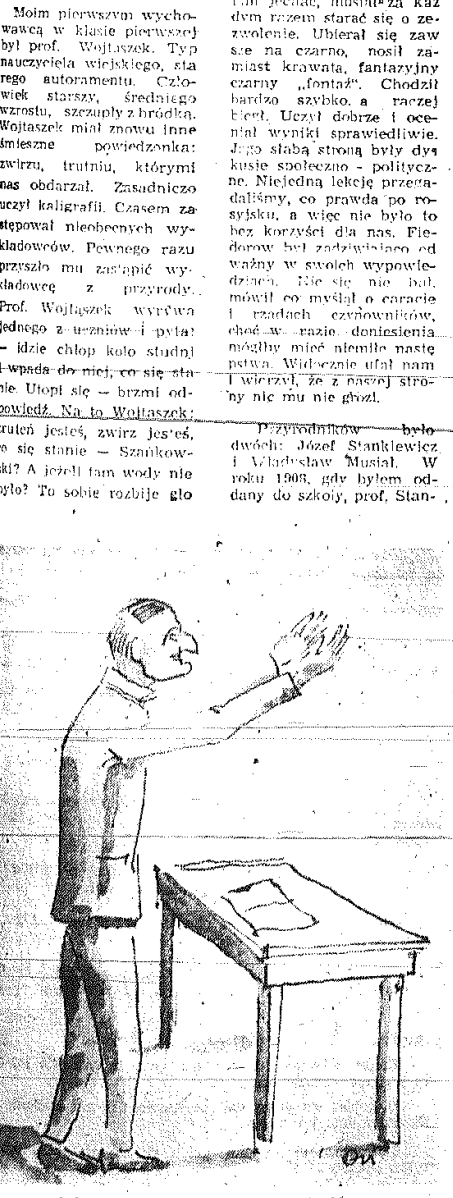 Moim pierwszym wycho-
wawcą w klasie pierwszej
był prof. Wojtaszek. Typ
nauczyciela wiejskiego, sta
rego autoramentu. Czło-
wiek starszy, średniego
wzrostu, szczupły z bródką.
Wojtaszek miał znowu inne
śmieszne powiedzonka:
zwirzu, trutniu, którymi
nas obdarzał. Zasadniczo
uczył kaligrafii. Czasem za
stępował nieobecnych wy-
kładowców. Pewnego razu
przyszło mu zastąpić wy-
kładowcę z przyrody.
Prof. Wojtaszek wyrywa
jednego z uczniów i pyta:
— idzie chłop koło studni
i wpada do niej, co się sta-
nie. Utopi się — brzmi od-
powiedź. Na to Wojtaszek:
truteń jesteś, zwirz jesteś,
co się stanie — Szańkow-
ski? A jeżeli tam wody nie
było? To sobie rozbije gło
jechać, musiał za każ
dym razem starać się o ze-
zwolenie. Ubierał się zaw
sze na czarno, nosił za-
miast krawata, fantazyjny
czarny „fontaź". Chodził
bardzo szybko, a raczej
biegł. Uczył dobrze i oce-
niał wyniki sprawiedliwie.
Jego słabą stroną były dys
kusje społeczno - politycz-
ne. Niejedną lekcję przega-
daliśmy, co prawda po ro-
syjsku, a więc nie było to
bez korzyści dla nas. Fie-
dorow był zadziwiająco od
ważny w swoich wypowie-
dziach. Nic się nie bał,
mówił co myślał o caracie
i rządach czynowników,
choć w razie doniesienia
mógłby mieć niemiłe nastę
pstwa. Widocznie ufał nam
i wierzył, że z naszej stro-
ny nic mu nie grozi.
Przyrodników było
dwóch: Józef Stankiewicz
i Władysław Musiał. W
roku 1906, gdy byłem od-
dany do szkoły, prof. Stan-